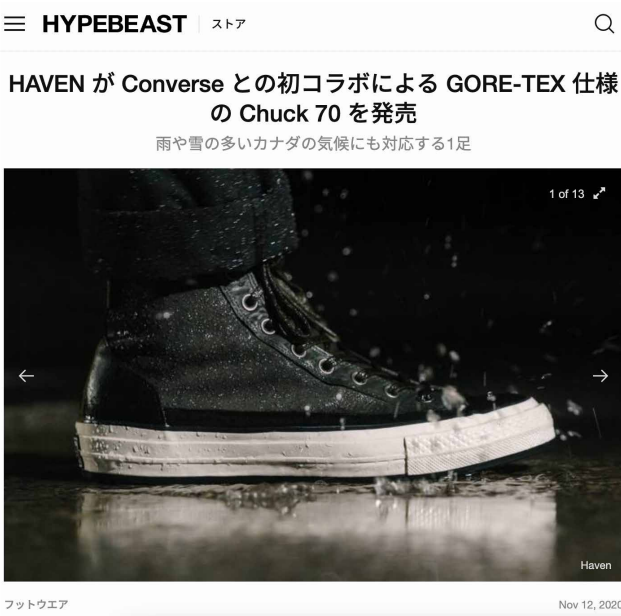 HYPEBEAST ストア
HAVEN が Converse との初コラボによる GORE-TEX 仕様
の Chuck 70 を発売
雨や雪の多いカナダの気候にも対応する1足
1 of 13
Haven
フットウエア Nov 12, 2020